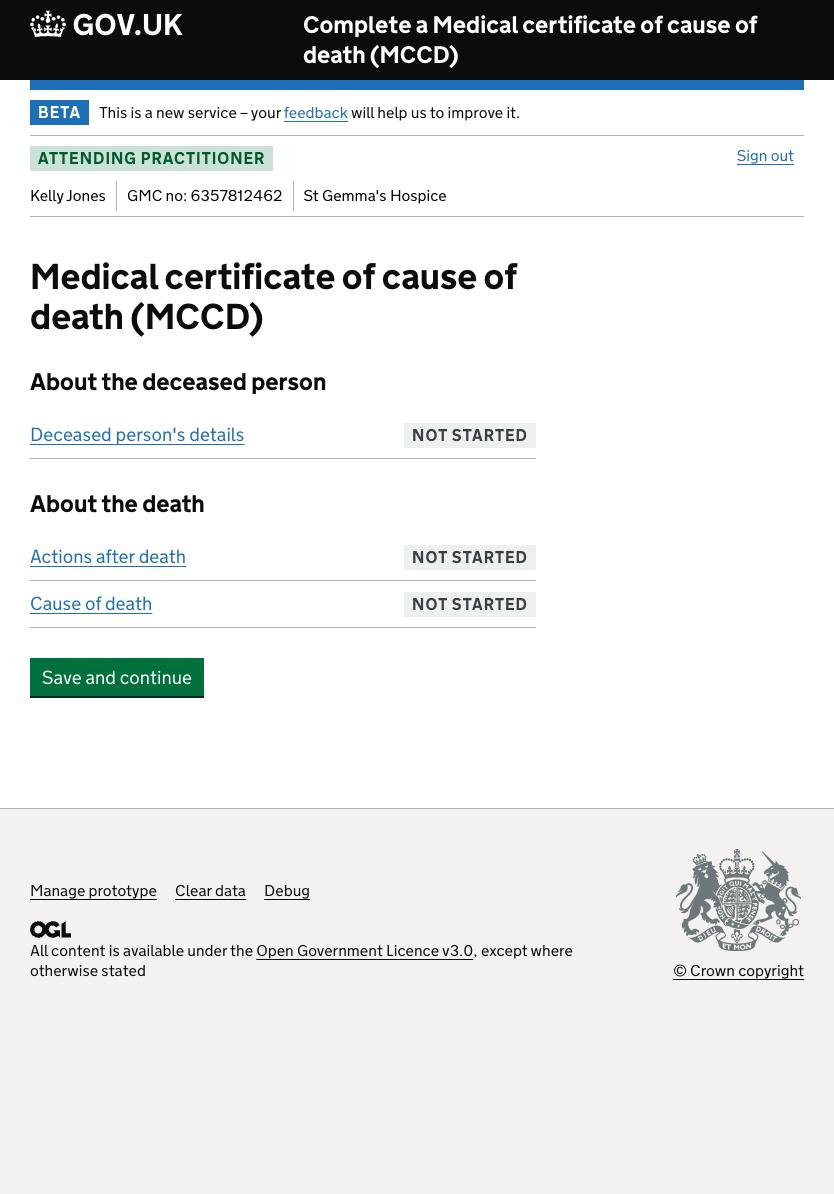 GOV.UK
Complete a Medical certificate of cause of
death (MCCD)
BETA This is a new service – your feedback will help us to improve it.
ATTENDING PRACTITIONER
Sign out
Kelly Jones GMC no: 6357812462 St Gemma's Hospice
Medical certificate of cause of
death (MCCD)
About the deceased person
Deceased person's details NOT STARTED
About the death
Actions after death NOT STARTED
Cause of death NOT STARTED
Save and continue
Manage prototype Clear data Debug
OGL
All content is available under the Open Government Licence v3.0, except where
otherwise stated
DIEU ET MON DROIT
© Crown copyright